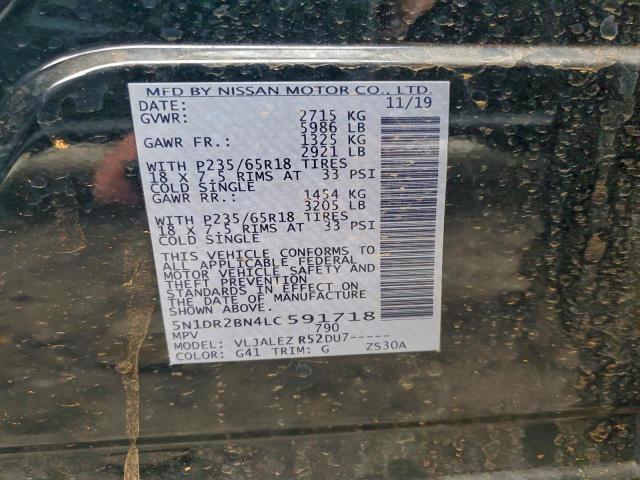 MFD BY NISSAN MOTOR CO., LTD.
DATE: 11/19
GVWR: 2715 KG
5986 LB
GAWR FR.: 1325 KG
2921 LB
WITH P235/65R18 TIRES
18 X 7.5 RIMS AT 33 PSI
COLD SINGLE
GAWR RR.: 1454 KG
3205 LB
WITH P235/65R18 TIRES
18 X 7.5 RIMS AT 33 PSI
COLD SINGLE
THIS VEHICLE CONFORMS TO
ALL APPLICABLE FEDERAL
MOTOR VEHICLE SAFETY AND
THEFT PREVENTION
STANDARDS IN EFFECT ON
THE DATE OF MANUFACTURE
5N1DR2BN4LC591718
MPV 790
MODEL: VLJALEZ R52DU7-----
COLOR: G41 TRIM: G ZS30A